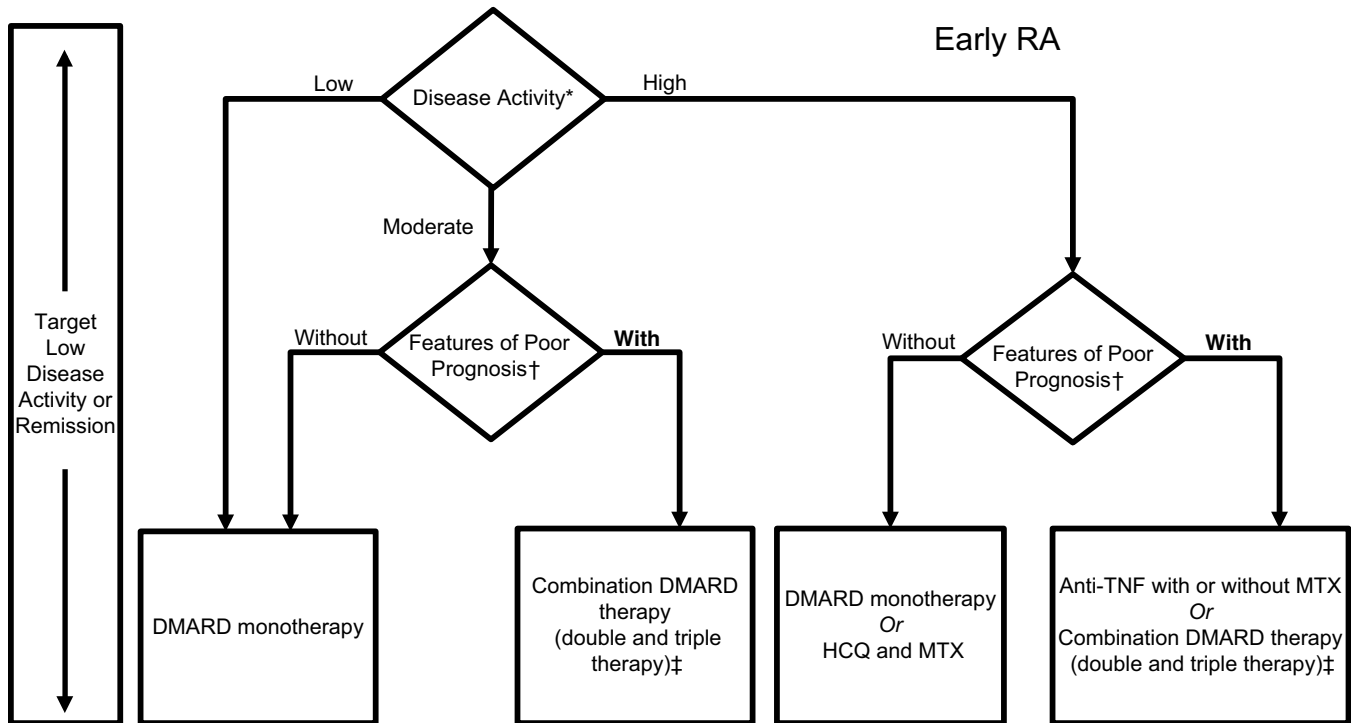 Early RA
Low
Disease Activity*
High
Moderate
Target
Low
Disease
Activity or
Remission
Without
Features of Poor
Prognosis†
With
Without
Features of Poor
Prognosis†
With
DMARD monotherapy
Combination DMARD
therapy
(double and triple
therapy)‡
DMARD monotherapy
Or
HCQ and MTX
Anti-TNF with or without MTX
Or
Combination DMARD therapy
(double and triple therapy)‡